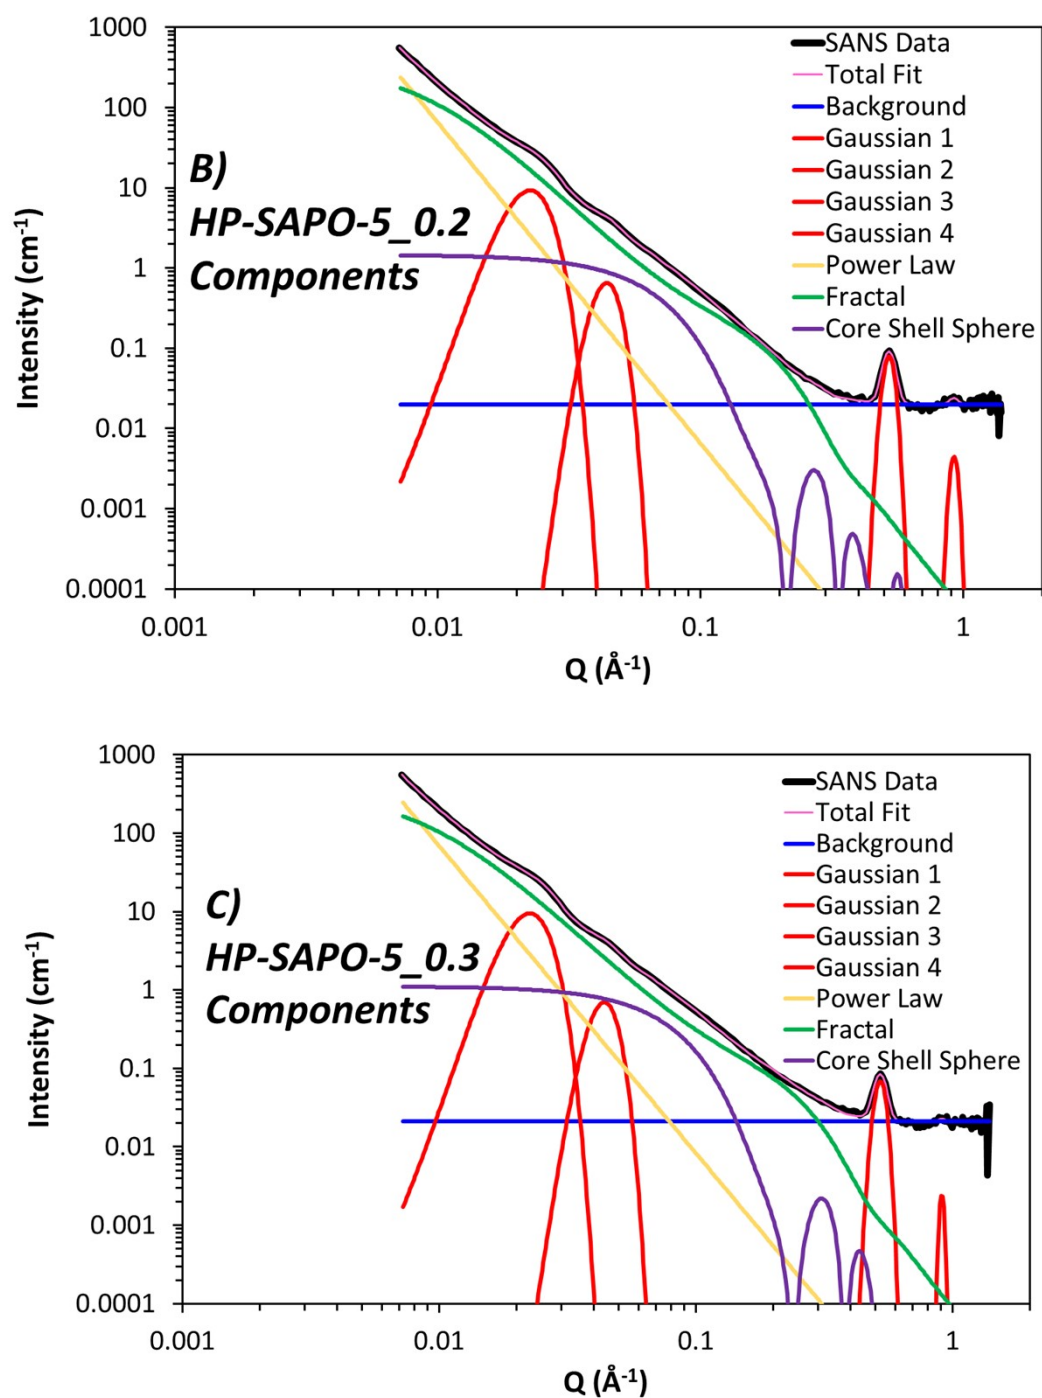 1000
100
10
1
0.1
0.01
0.001
0.0001
Intensity (cm-1)
B)
HP-SAPO-5_0.2
Components
SANS Data
Total Fit
Background
Gaussian 1
Gaussian 2
Gaussian 3
Gaussian 4
Power Law
Fractal
Core Shell Sphere
0.001
0.01
0.1
1
Q (Å-1)
1000
100
10
1
0.1
0.01
0.001
0.0001
Intensity (cm-1)
C)
HP-SAPO-5_0.3
Components
SANS Data
Total Fit
Background
Gaussian 1
Gaussian 2
Gaussian 3
Gaussian 4
Power Law
Fractal
Core Shell Sphere
0.001
0.01
0.1
1
Q (Å-1)